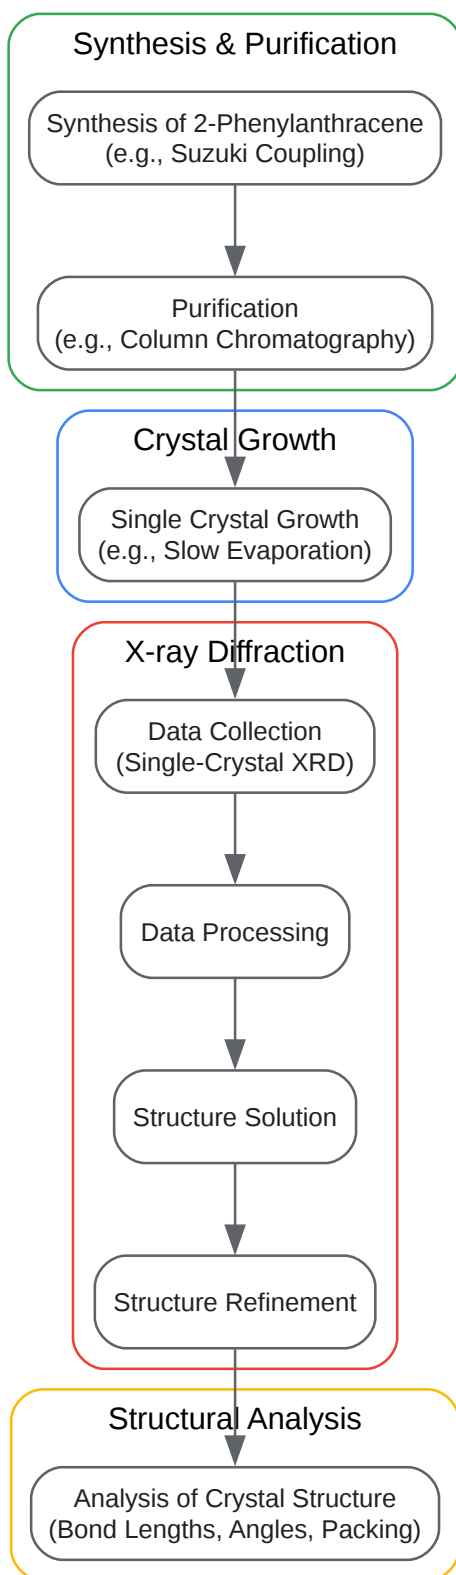 Synthesis & Purification
Synthesis of 2-Phenylanthracene
(e.g., Suzuki Coupling)
Purification
(e.g., Column Chromatography)
Crystal Growth
Single Crystal Growth
(e.g., Slow Evaporation)
X-ray Diffraction
Data Collection
(Single-Crystal XRD)
Data Processing
Structure Solution
Structure Refinement
Structural Analysis
Analysis of Crystal Structure
(Bond Lengths, Angles, Packing)